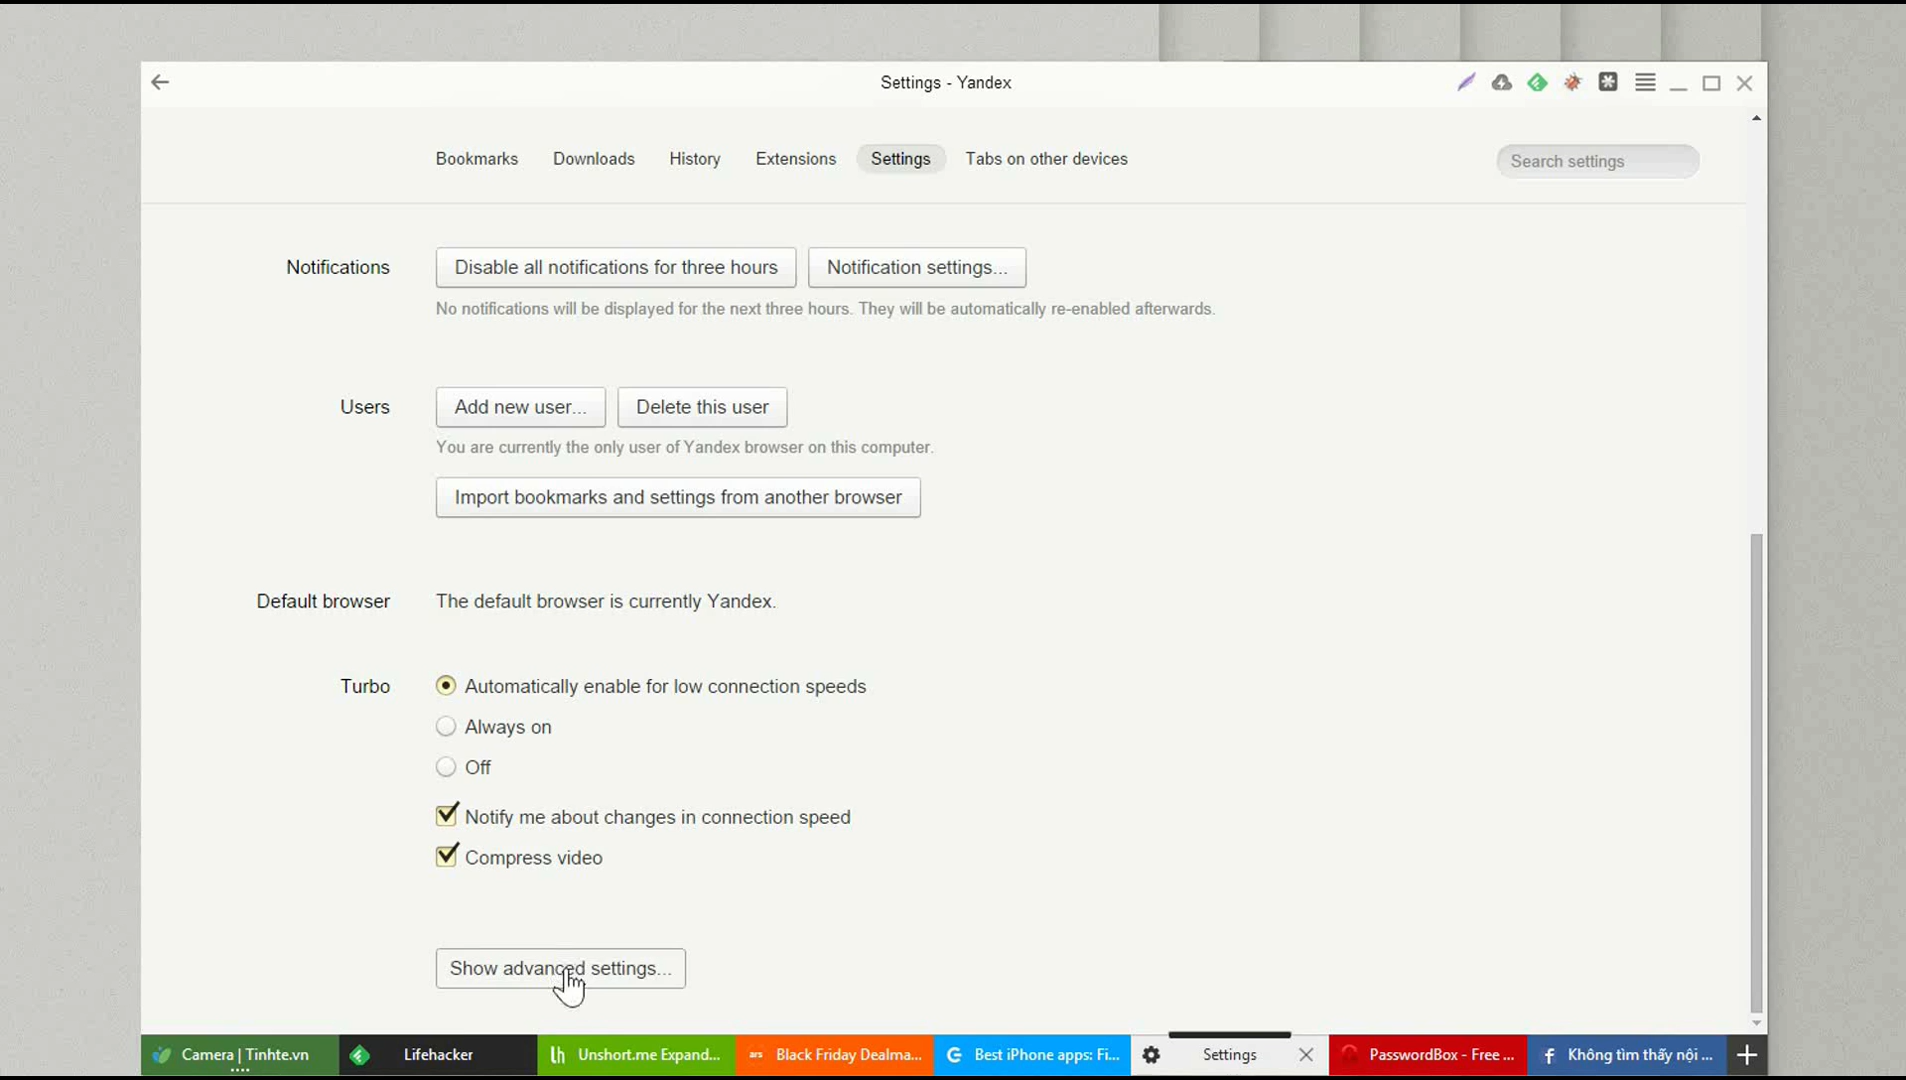 Settings - Yandex
Bookmarks Downloads History Extensions Settings Tabs on other devices Search settings
Notifications Disable all notifications for three hours Notification settings...
No notifications will be displayed for the next three hours. They will be automatically re-enabled afterwards.
Users Add new user... Delete this user
You are currently the only user of Yandex browser on this computer.
Import bookmarks and settings from another browser
Default browser The default browser is currently Yandex.
Turbo Automatically enable for low connection speeds
Always on
Off
Notify me about changes in connection speed
Compress video
Show advanced settings...
Camera | Tinhte.vn Lifehacker lh Unshort.me Expand... ars Black Friday Dealma... Best iPhone apps: Fi... Settings PasswordBox - Free ... Không tìm thấy nội ...